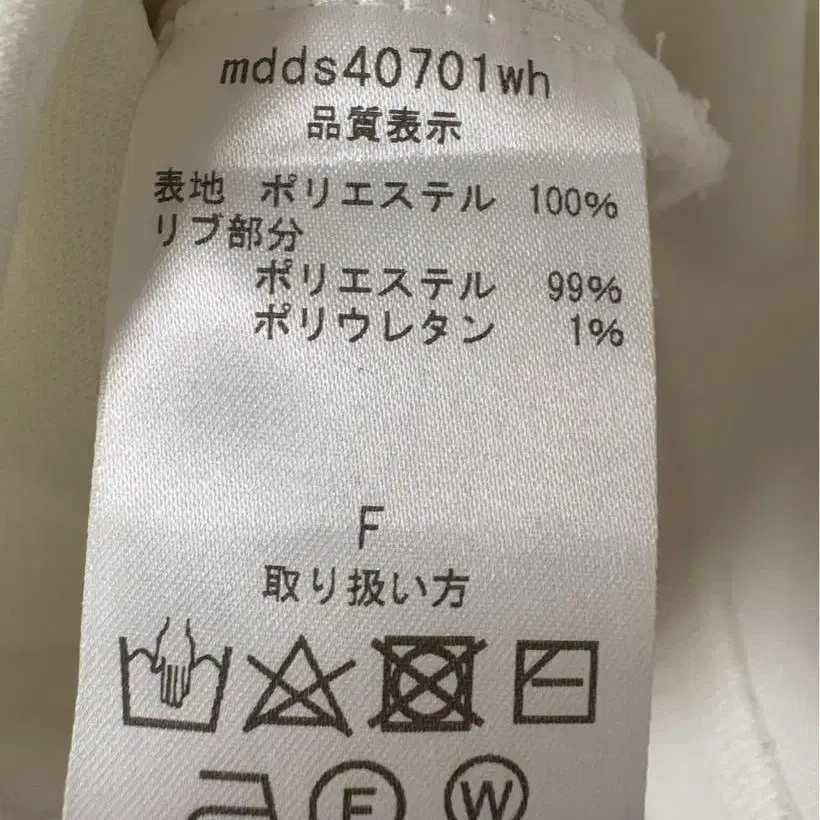 mdds40701wh
品質表示
表地 ポリエステル 100%
リブ部分
ポリエステル 99%
ポリウレタン 1%
F
取り扱い方
F W